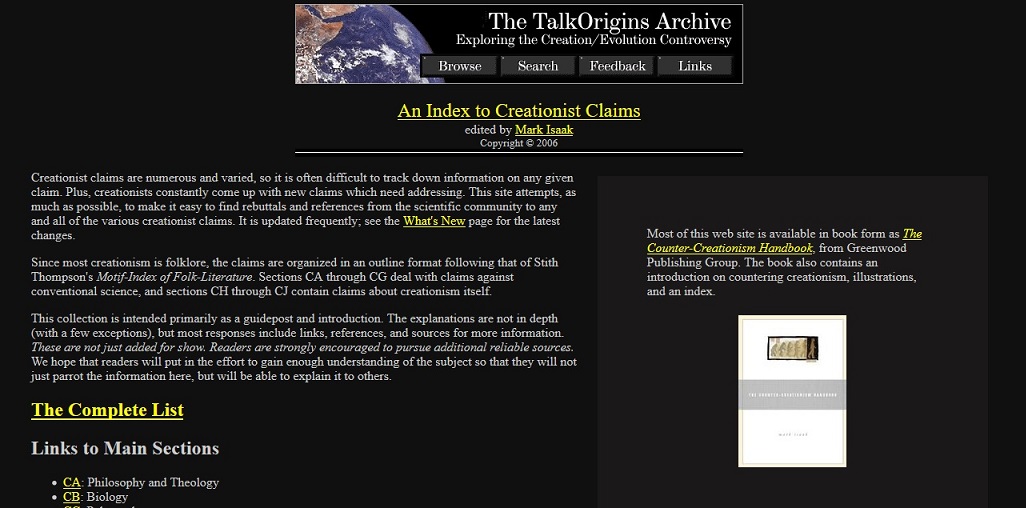 The TalkOrigins Archive
Exploring the Creation/Evolution Controversy
Browse Search Feedback Links
An Index to Creationist Claims
edited by Mark Isaak
Copyright © 2006
Creationist claims are numerous and varied, so it is often difficult to track down information on any given
claim. Plus, creationists constantly come up with new claims which need addressing. This site attempts, as
much as possible, to make it easy to find rebuttals and references from the scientific community to any
and all of the various creationist claims. It is updated frequently; see the What's New page for the latest
changes.
Since most creationism is folklore, the claims are organized in an outline format following that of Stith
Thompson's Motif-Index of Folk-Literature. Sections CA through CG deal with claims against
conventional science, and sections CH through CJ contain claims about creationism itself.
This collection is intended primarily as a guidepost and introduction. The explanations are not in depth
(with a few exceptions), but most responses include links, references, and sources for more information.
These are not just added for show. Readers are strongly encouraged to pursue additional reliable sources.
We hope that readers will put in the effort to gain enough understanding of the subject so that they will not
just parrot the information here, but will be able to explain it to others.
The Complete List
Links to Main Sections
CA: Philosophy and Theology
CB: Biology
Most of this web site is available in book form as The
Counter-Creationism Handbook, from Greenwood
Publishing Group. The book also contains an
introduction on countering creationism, illustrations,
and an index.
THE COUNTER-CREATIONISM HANDBOOK
MARK ISAAK